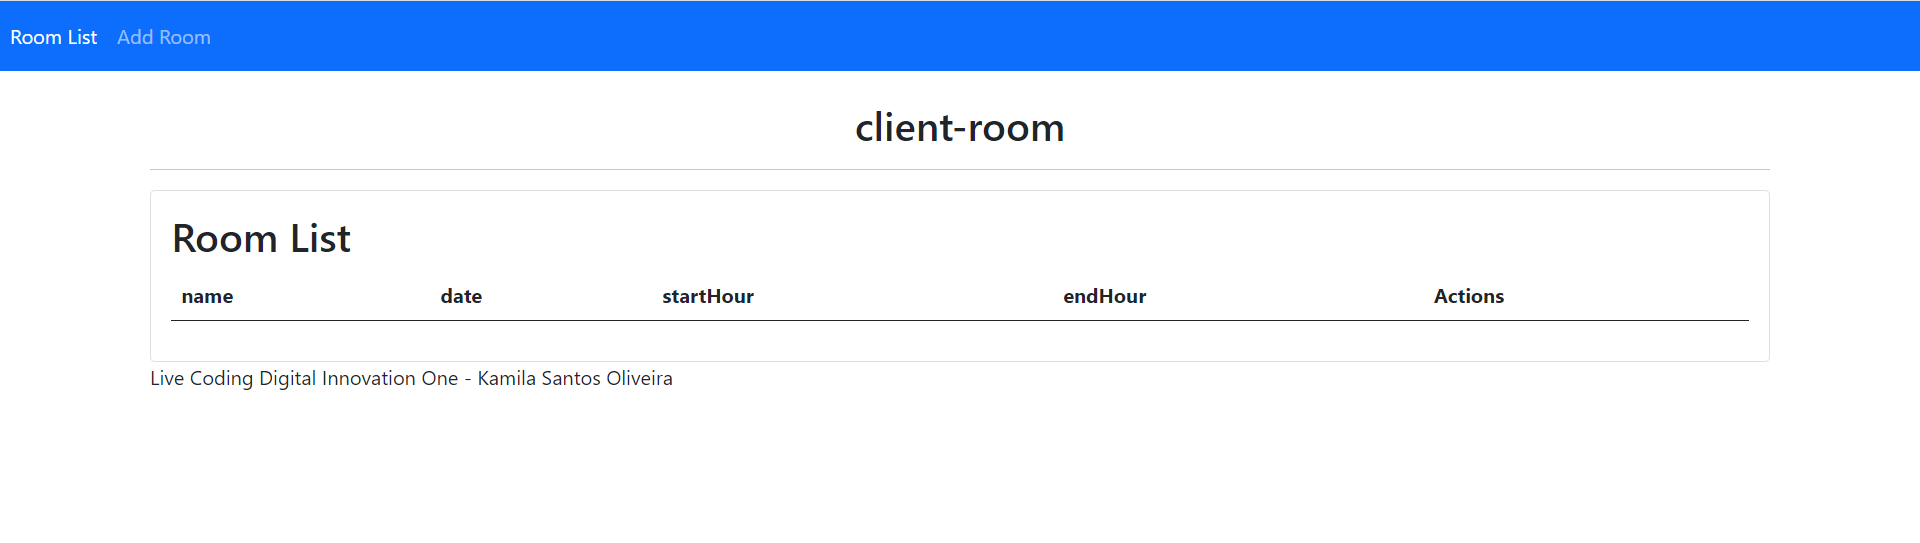 Room List Add Room
client-room
Room List
name date startHour endHour Actions
Live Coding Digital Innovation One - Kamila Santos Oliveira